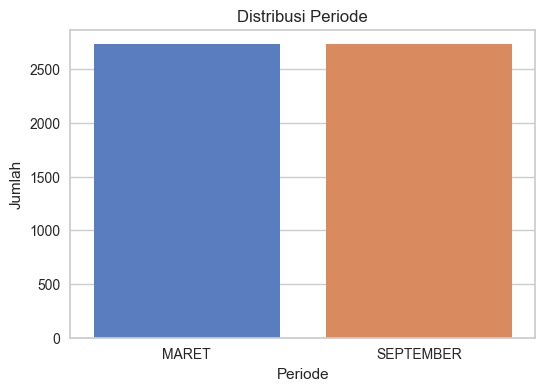 Distribusi Periode
Jumlah
2500
2000
1500
1000
500
0
MARET
SEPTEMBER
Periode